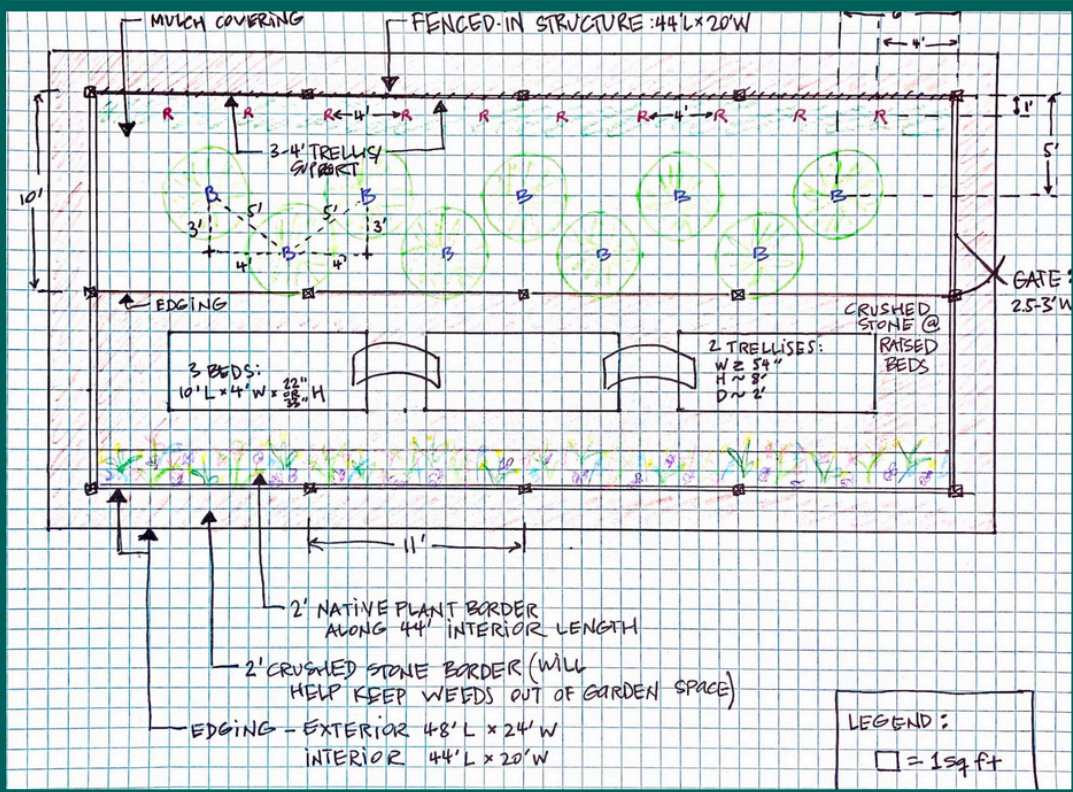 MULCH COVERING
FENCED-IN STRUCTURE: 44'L x 20'W
4'
R R R 4' R R R R 4' R R R
1'
5'
3-4' TRELLIS
SUPPORT
10'
B B B B B
3' 5' 5' 3'
4' B 4' B B B
EDGING
GATE:
2.5-3'W
CRUSHED
STONE @
RAISED
BEDS
3 BEDS:
10'L x 4'W x 22" OR 33" H
2 TRELLISES:
W ≥ 54"
H ~ 8'
D ~ 2'
11'
2' NATIVE PLANT BORDER
ALONG 44' INTERIOR LENGTH
2' CRUSHED STONE BORDER (WILL
HELP KEEP WEEDS OUT OF GARDEN SPACE)
EDGING - EXTERIOR 48'L x 24'W
INTERIOR 44'L x 20'W
LEGEND:
= 1 sq ft